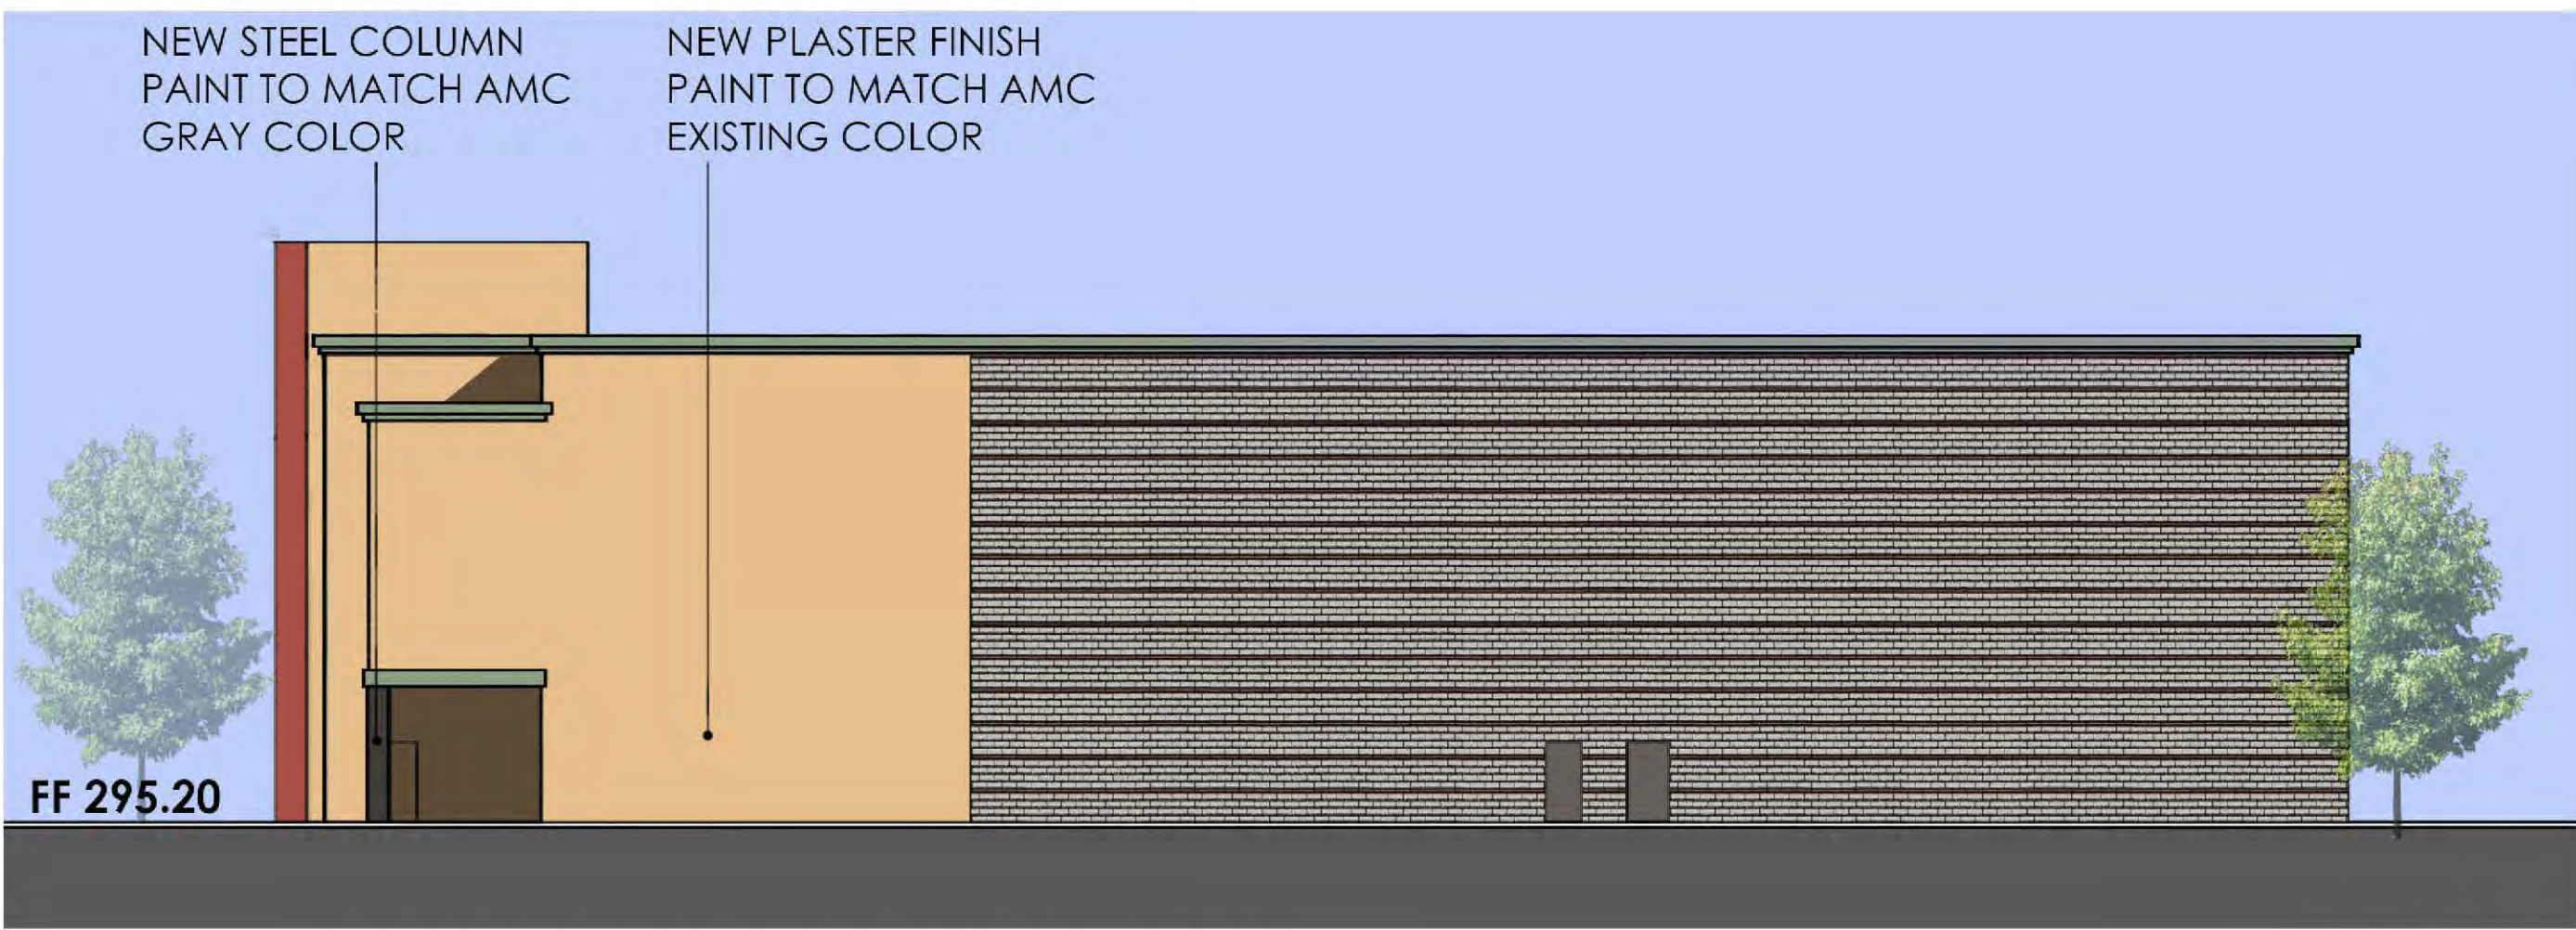 NEW STEEL COLUMN
PAINT TO MATCH AMC
GRAY COLOR
NEW PLASTER FINISH
PAINT TO MATCH AMC
EXISTING COLOR
FF 295.20